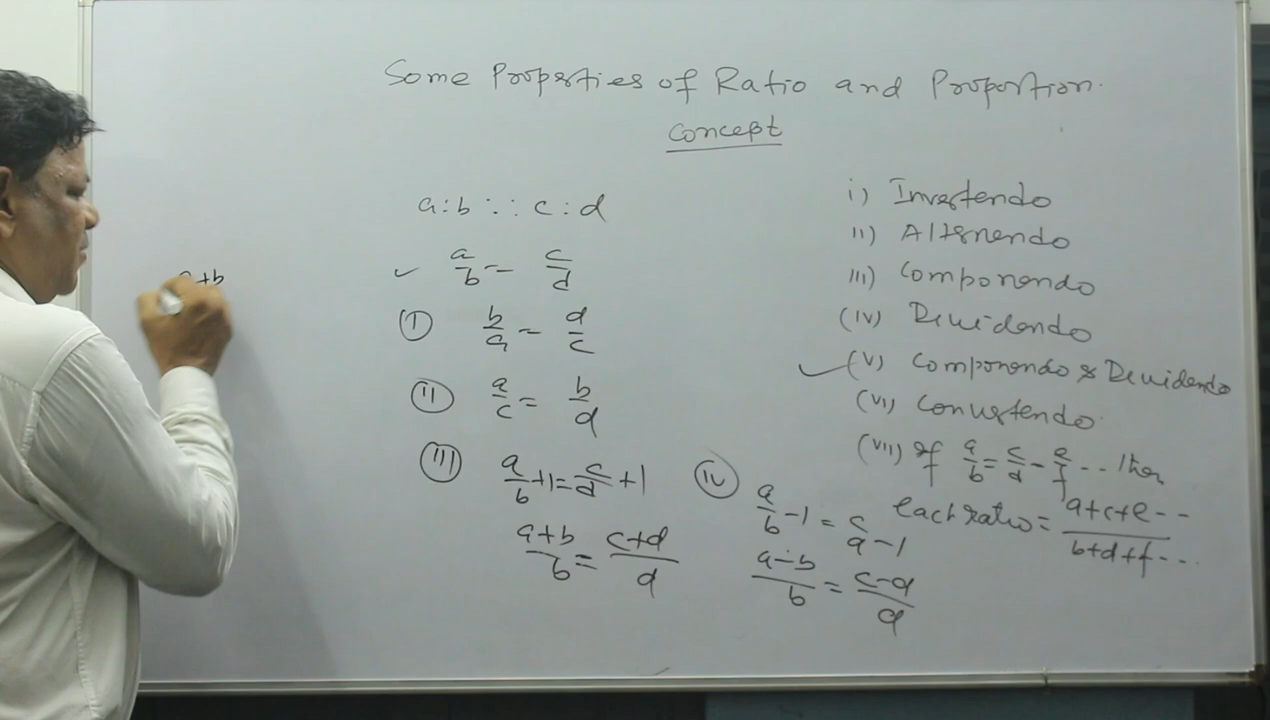 Some Properties of Ratio and Proportion.
Concept
a:b :: c:d
✓ a/b = c/d
(I) b/a = d/c
(II) a/c = b/d
(III) a/b +1 = c/d +1
(a+b)/b = (c+d)/d
(IV) a/b -1 = c/d -1
(a-b)/b = (c-d)/d
a+b
i) Invertendo
ii) Alternendo
iii) Componendo
(iv) Dividendo
✓ (v) Componendo & Dividendo
(vi) Convertendo.
(vii) If a/b = c/d = e/f ... then
each ratio = (a+c+e...)/(b+d+f...)